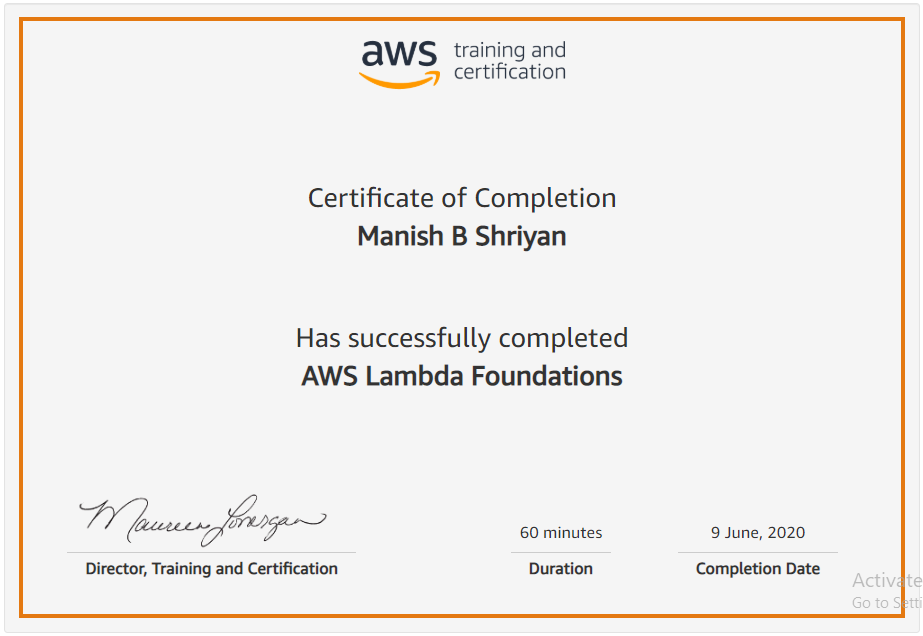 aws training and
certification
Certificate of Completion
Manish B Shriyan
Has successfully completed
AWS Lambda Foundations
Maureen Lonergan
Director, Training and Certification
60 minutes
Duration
9 June, 2020
Completion Date
Activate
Go to Setti